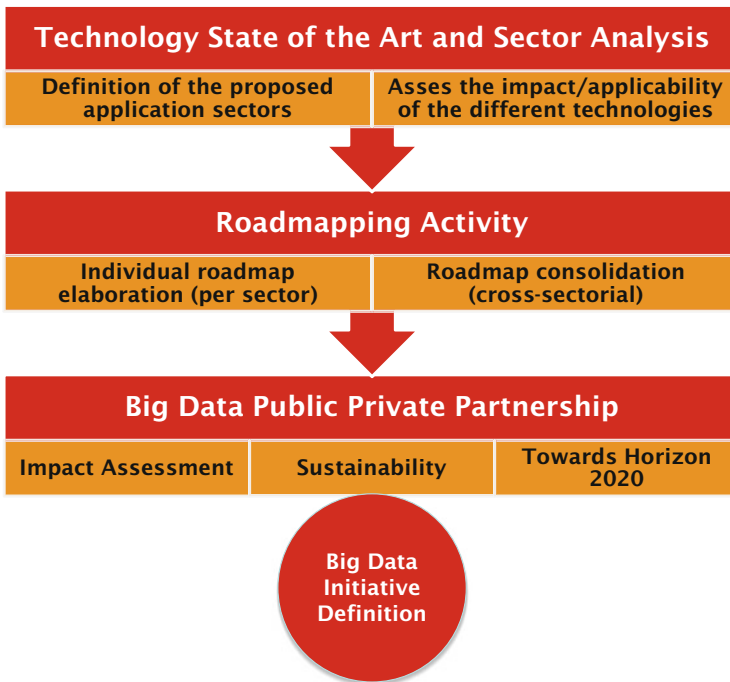 Technology State of the Art and Sector Analysis
Definition of the proposed
application sectors
Asses the impact/applicability
of the different technologies
Roadmapping Activity
Individual roadmap
elaboration (per sector)
Roadmap consolidation
(cross-sectorial)
Big Data Public Private Partnership
Impact Assessment
Sustainability
Towards Horizon
2020
Big Data
Initiative
Definition